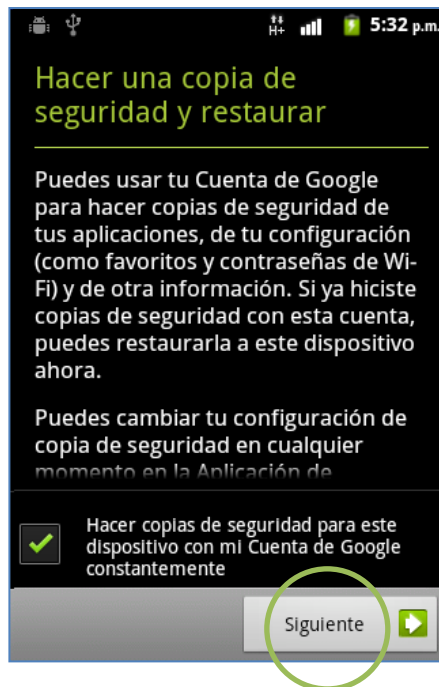 H+ 5:32 p.m.
Hacer una copia de
seguridad y restaurar
Puedes usar tu Cuenta de Google
para hacer copias de seguridad de
tus aplicaciones, de tu configuración
(como favoritos y contraseñas de Wi-
Fi) y de otra información. Si ya hiciste
copias de seguridad con esta cuenta,
puedes restaurarla a este dispositivo
ahora.
Puedes cambiar tu configuración de
copia de seguridad en cualquier
momento en la Aplicación de
Hacer copias de seguridad para este
dispositivo con mi Cuenta de Google
constantemente
Siguiente